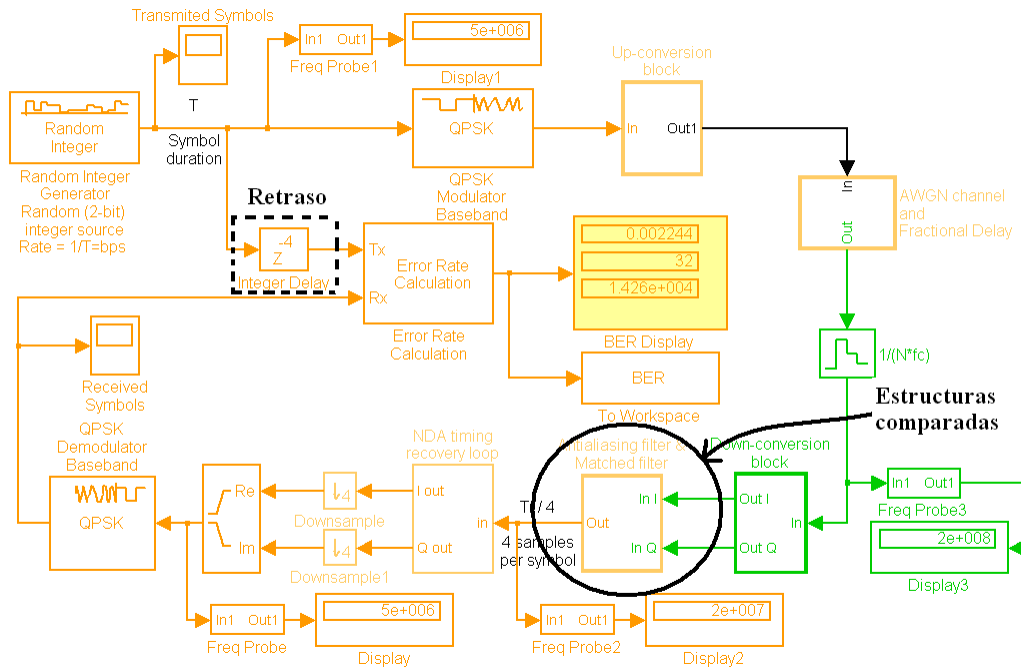 Transmited Symbols
In1 Out1
Freq Probe1
5e+006
Display1
Up-conversion
block
In
Out1
Random
Integer
Random Integer
Generator
Random (2-bit)
integer source
Rate = 1/T=bps
T
Symbol
duration
QPSK
QPSK
Modulator
Baseband
In
Out
AWGN channel
and
Fractional Delay
Retraso
-4
Z
Integer Delay
Tx
Rx
Error Rate
Calculation
Error Rate
Calculation
0.002244
32
1.426e+004
BER Display
BER
To Workspace
1/(N*fc)
Estructuras
comparadas
Received
Symbols
QPSK
Demodulator
Baseband
QPSK
Re
Im
4
Downsample
4
Downsample1
NDA timing
recovery loop
I out
Q out
in
/ 4
4 samples
per symbol
filter &
Matched filter
Out
In I
In Q
Down-conversion
block
Out I
Out Q
In
In1 Out1
Freq Probe3
2e+008
Display3
In1 Out1
Freq Probe
5e+006
Display
In1 Out1
Freq Probe2
2e+007
Display2